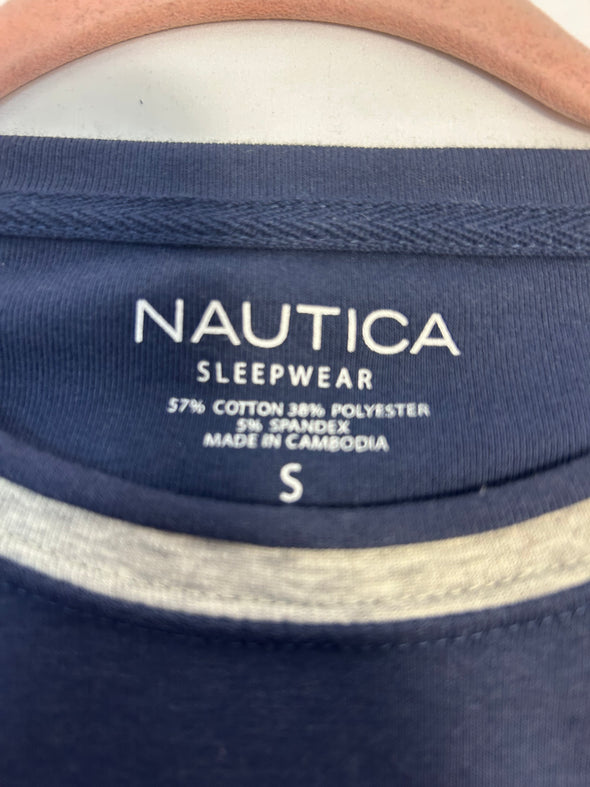 NAUTICA
SLEEPWEAR
57% COTTON 38% POLYESTER
5% SPANDEX
MADE IN CAMBODIA
S